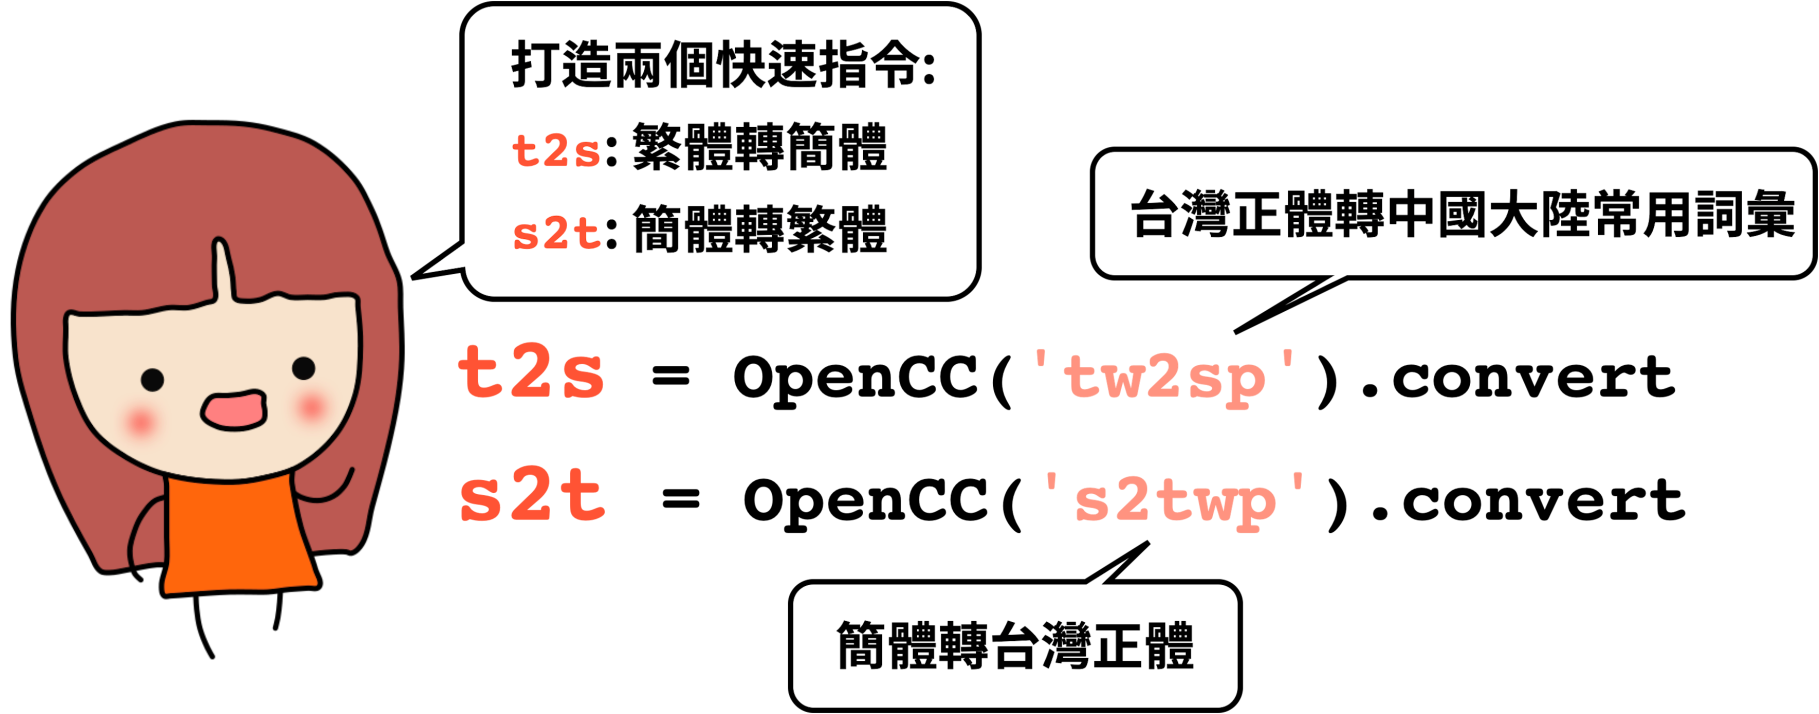 打造兩個快速指令:
t2s: 繁體轉簡體
s2t: 簡體轉繁體
台灣正體轉中國大陸常用詞彙
t2s = OpenCC('tw2sp').convert
s2t = OpenCC('s2twp').convert
簡體轉台灣正體